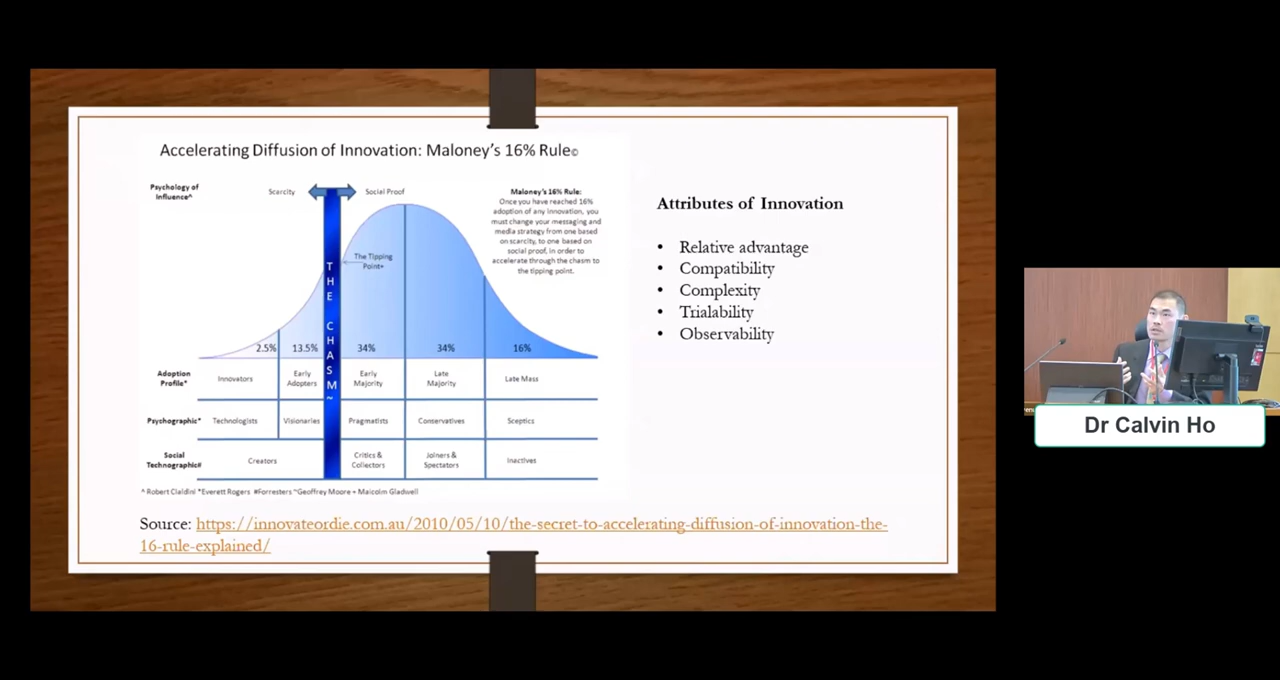 Accelerating Diffusion of Innovation: Maloney's 16% Rule©
Psychology of
Influence^
Scarcity
Social Proof
Maloney's 16% Rule:
Once you have reached 16%
adoption of any innovation, you
must change your messaging and
media strategy from one based
on scarcity, to one based on
social proof, in order to
accelerate through the chasm to
the tipping point.
The Tipping
Point+
THE CHASM~
2.5%
13.5%
34%
34%
16%
Adoption
Profile*
Innovators
Early
Adopters
Early
Majority
Late
Majority
Late Mass
Psychographic*
Technologists
Visionaries
Pragmatists
Conservatives
Sceptics
Social
Technographic#
Creators
Critics &
Collectors
Joiners &
Spectators
Inactives
^ Robert Cialdini *Everett Rogers #Forresters ~Geoffrey Moore + Malcolm Gladwell
Attributes of Innovation
• Relative advantage
• Compatibility
• Complexity
• Trialability
• Observability
Source: https://innovateordie.com.au/2010/05/10/the-secret-to-accelerating-diffusion-of-innovation-the-
16-rule-explained/
Dr Calvin Ho